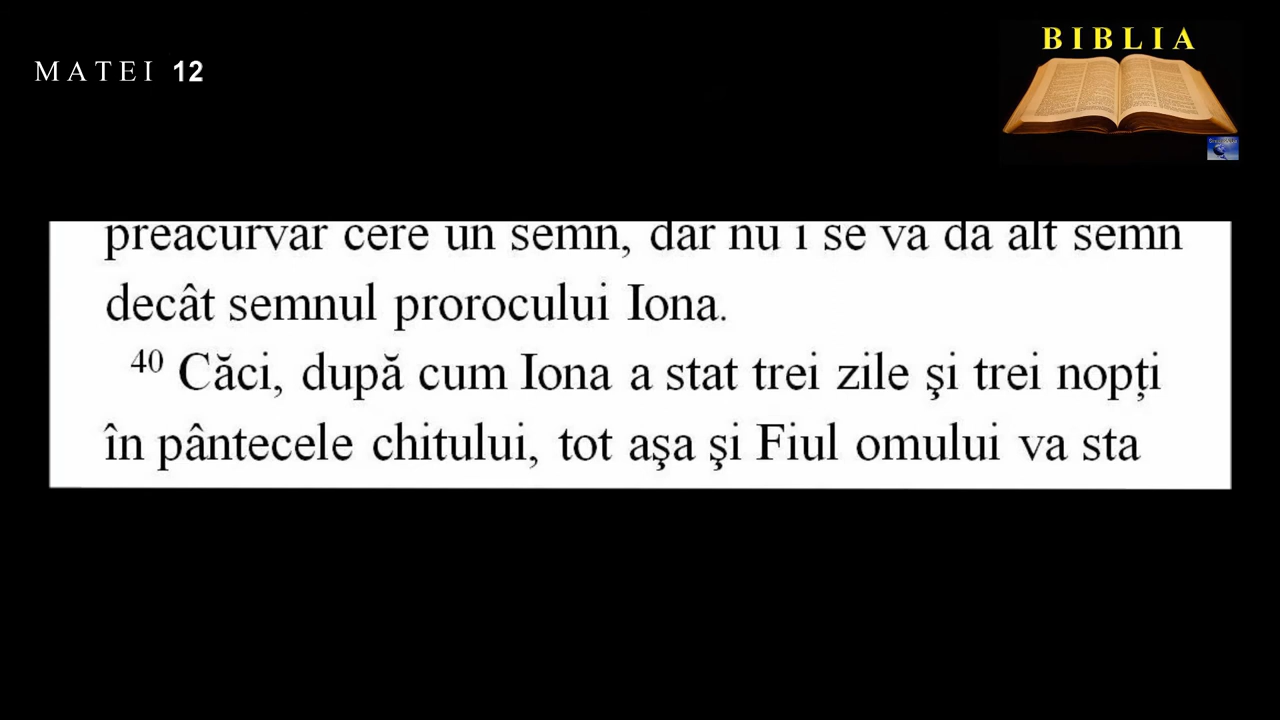 BIBLIA
MATEI 12
preacurvar cere un semn, dar nu i se va da alt semn
decât semnul prorocului Iona.
40 Căci, după cum Iona a stat trei zile şi trei nopţi
în pântecele chitului, tot aşa şi Fiul omului va sta